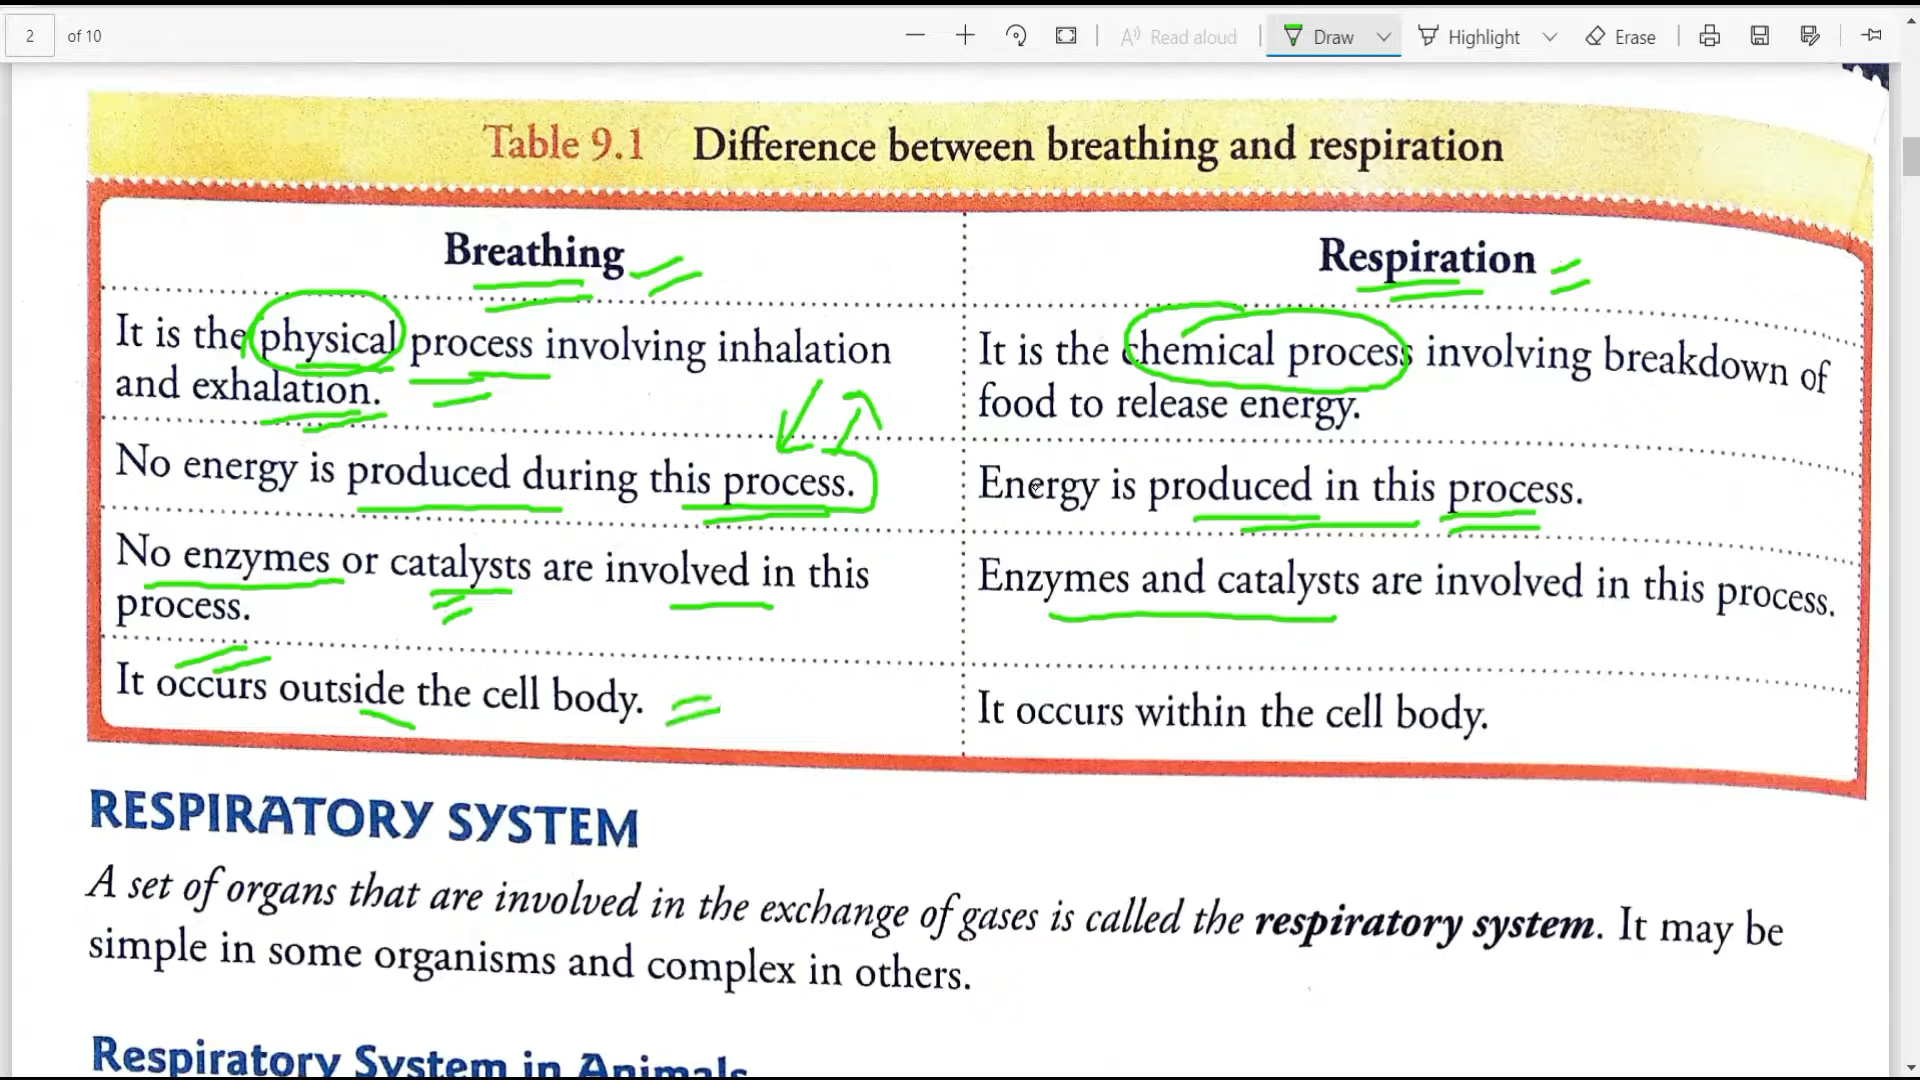 2 of 10 Read aloud Draw Highlight Erase
Table 9.1 Difference between breathing and respiration
Breathing
It is the physical process involving inhalation
and exhalation.
No energy is produced during this process.
No enzymes or catalysts are involved in this
process.
It occurs outside the cell body.
Respiration
It is the chemical process involving breakdown of
food to release energy.
Energy is produced in this process.
Enzymes and catalysts are involved in this process.
It occurs within the cell body.
RESPIRATORY SYSTEM
A set of organs that are involved in the exchange of gases is called the respiratory system. It may be
simple in some organisms and complex in others.
Respiratory System in Animals